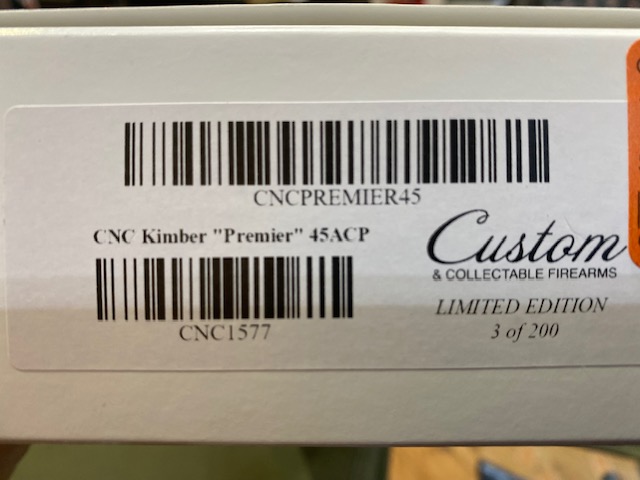 CNCPREMIER45
CNC Kimber "Premier" 45ACP
CNC1577
Custom
& COLLECTABLE FIREARMS
LIMITED EDITION
3 of 200